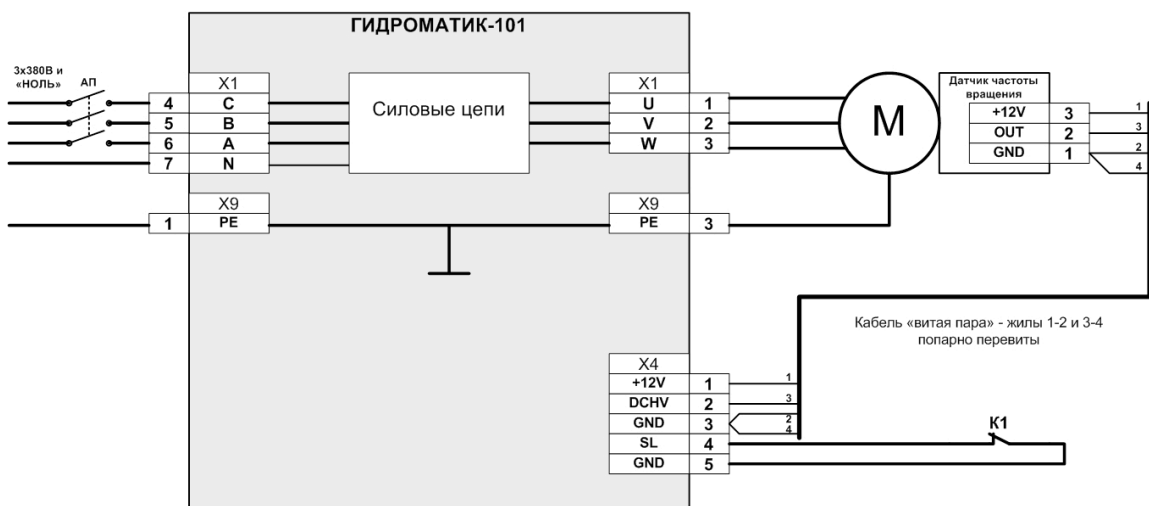 ГИДРОМАТИК-101
3х380В и
«НОЛЬ»
АП
X1
4 C
5 B
6 A
7 N
Силовые цепи
X1
U 1
V 2
W 3
M
Датчик частоты
вращения
+12V 3 1
OUT 2 3
GND 1 2
4
X9
1 PE
X9
PE 3
Кабель «витая пара» - жилы 1-2 и 3-4
попарно перевиты
X4
+12V 1 1
DCHV 2 3
GND 3 2
4
SL 4
GND 5
К1